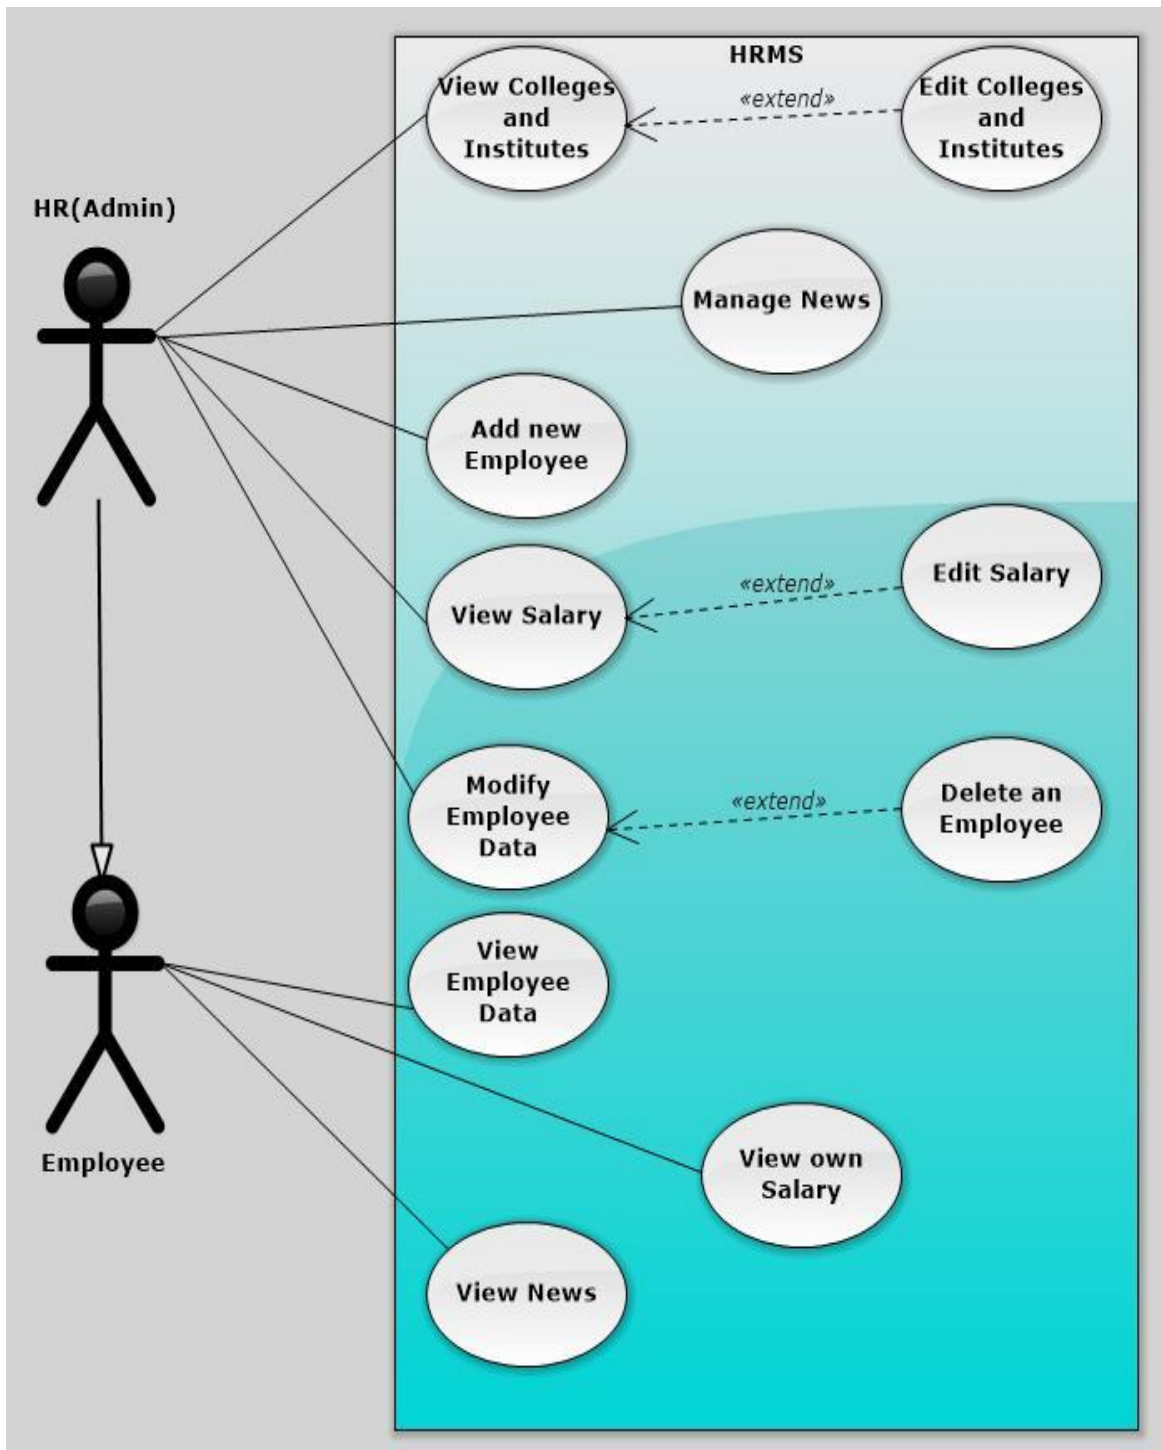 HRMS
View Colleges
and
Institutes
«extend»
Edit Colleges
and
Institutes
HR(Admin)
Manage News
Add new
Employee
View Salary
«extend»
Edit Salary
Modify
Employee
Data
«extend»
Delete an
Employee
View
Employee
Data
Employee
View own
Salary
View News